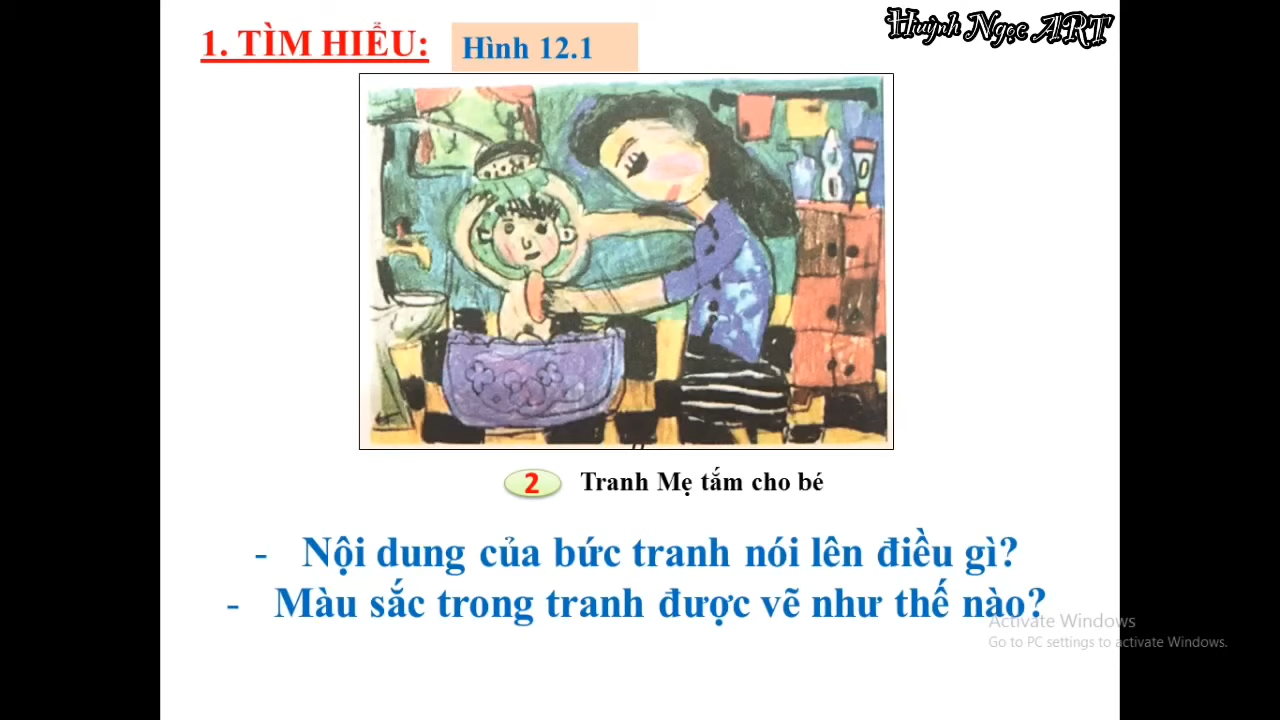 Huỳnh Ngọc ART
1. TÌM HIỂU:
Hình 12.1
2 Tranh Mẹ tắm cho bé
- Nội dung của bức tranh nói lên điều gì?
- Màu sắc trong tranh được vẽ như thế nào?
Activate Windows
Go to PC settings to activate Windows.